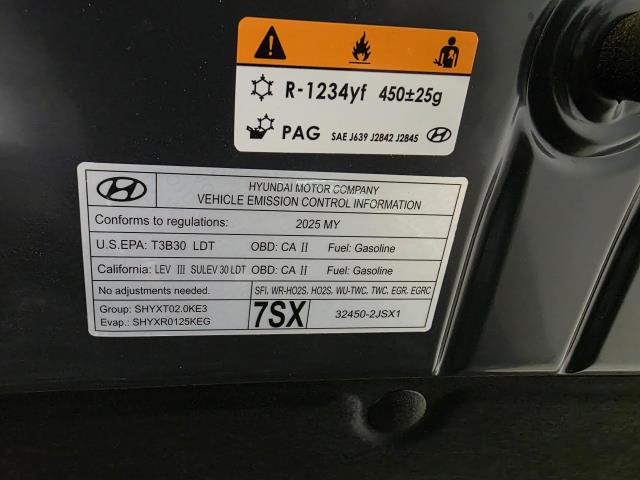 R-1234yf 450±25g
PAG SAE J639 J2842 J2845
HYUNDAI MOTOR COMPANY
VEHICLE EMISSION CONTROL INFORMATION
Conforms to regulations: 2025 MY
U.S.EPA: T3B30 LDT OBD: CA II Fuel: Gasoline
California: LEV III SULEV 30 LDT OBD: CA II Fuel: Gasoline
No adjustments needed. SFI, WR-HO2S, HO2S, WU-TWC, TWC, EGR, EGRC
Group: SHYXT02.0KE3
Evap.: SHYXR0125KEG
7SX 32450-2JSX1